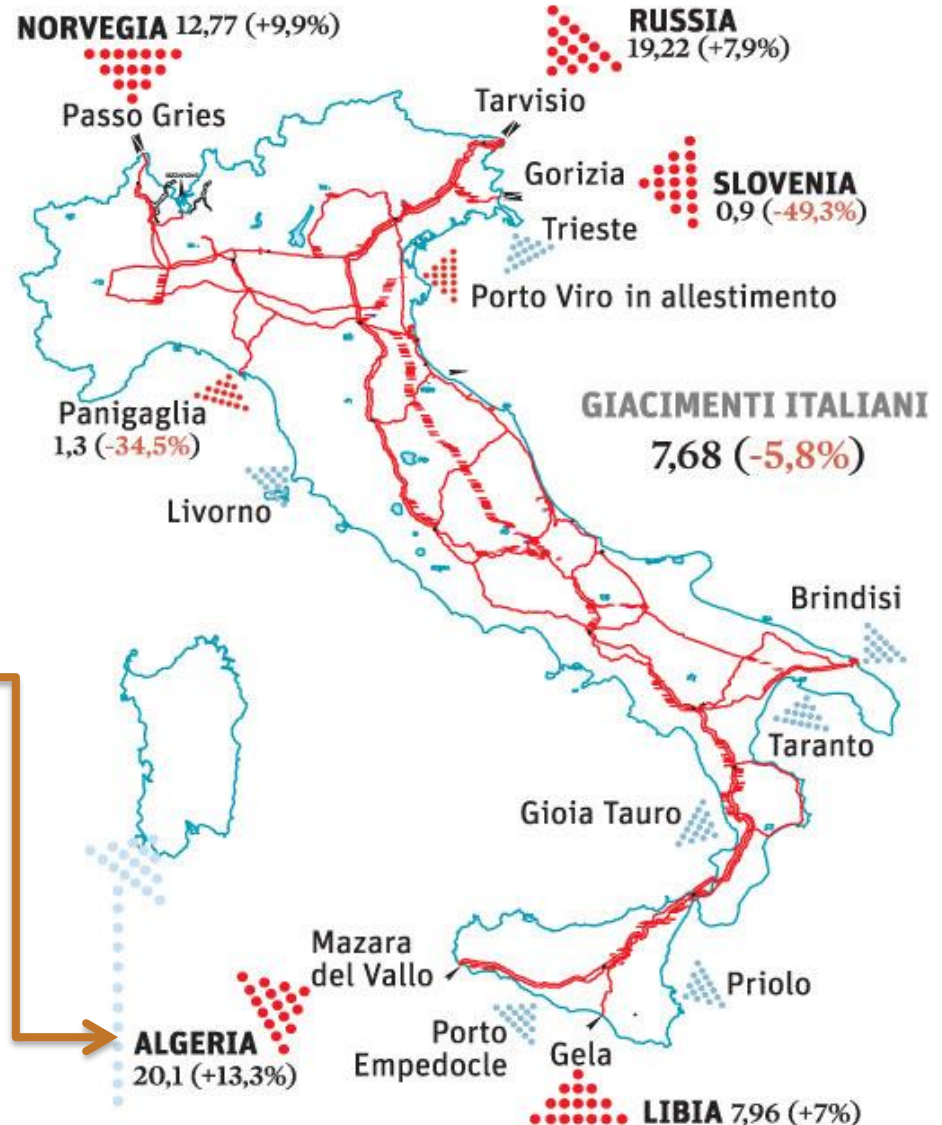 NORVEGIA 12,77 (+9,9%)
RUSSIA
19,22 (+7,9%)
Passo Gries
Tarvisio
Gorizia
SLOVENIA
0,9 (-49,3%)
Trieste
Porto Viro in allestimento
Panigaglia
1,3 (-34,5%)
GIACIMENTI ITALIANI
7,68 (-5,8%)
Livorno
Brindisi
Taranto
Gioia Tauro
Mazara
del Vallo
Priolo
Porto
Empedocle
Gela
ALGERIA
20,1 (+13,3%)
LIBIA 7,96 (+7%)